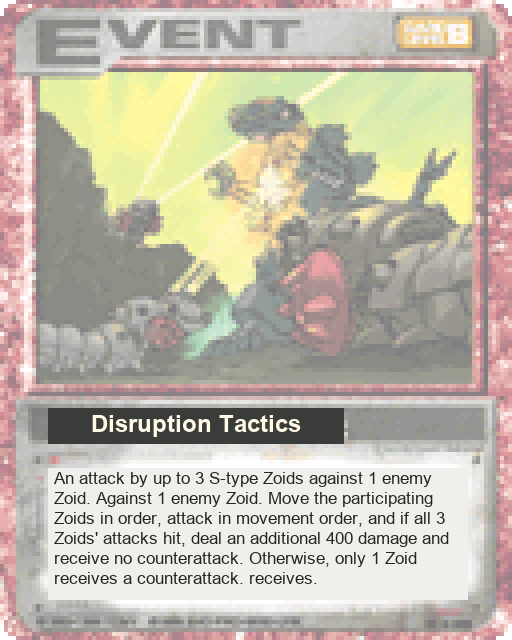 EVENT
B
Disruption Tactics
An attack by up to 3 S-type Zoids against 1 enemy
Zoid. Against 1 enemy Zoid. Move the participating
Zoids in order, attack in movement order, and if all 3
Zoids' attacks hit, deal an additional 400 damage and
receive no counterattack. Otherwise, only 1 Zoid
receives a counterattack. receives.